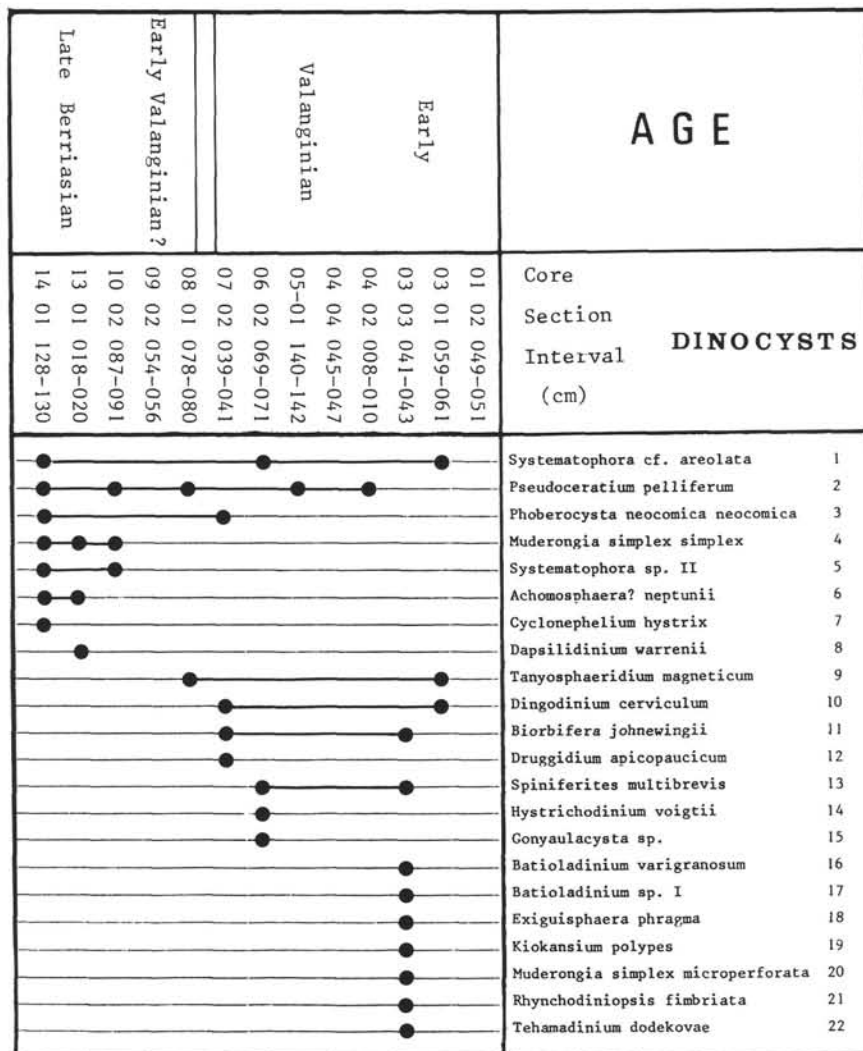 Late Berriasian
Early Valanginian?
Valanginian
Early
AGE
14 01 128-130
13 01 018-020
10 02 087-091
09 02 054-056
08 01 078-080
07 02 039-041
06 02 069-071
05-01 140-142
04 04 045-047
04 02 008-010
03 03 041-043
03 01 059-061
01 02 049-051
Core
Section
Interval
(cm)
DINOCYSTS
Systematophora cf. areolata 1
Pseudoceratium pelliferum 2
Phoberocysta neocomica neocomica 3
Muderongia simplex simplex 4
Systematophora sp. II 5
Achomosphaera? neptunii 6
Cyclonephelium hystrix 7
Dapsilidinium warrenii 8
Tanyosphaeridium magneticum 9
Dingodinium cerviculum 10
Biorbifera johnewingii 11
Druggidium apicopaucicum 12
Spiniferites multibrevis 13
Hystrichodinium voigtii 14
Gonyaulacysta sp. 15
Batioladinium varigranosum 16
Batioladinium sp. I 17
Exiguisphaera phragma 18
Kiokansium polypes 19
Muderongia simplex microperforata 20
Rhynchodiniopsis fimbriata 21
Tehamadinium dodekovae 22